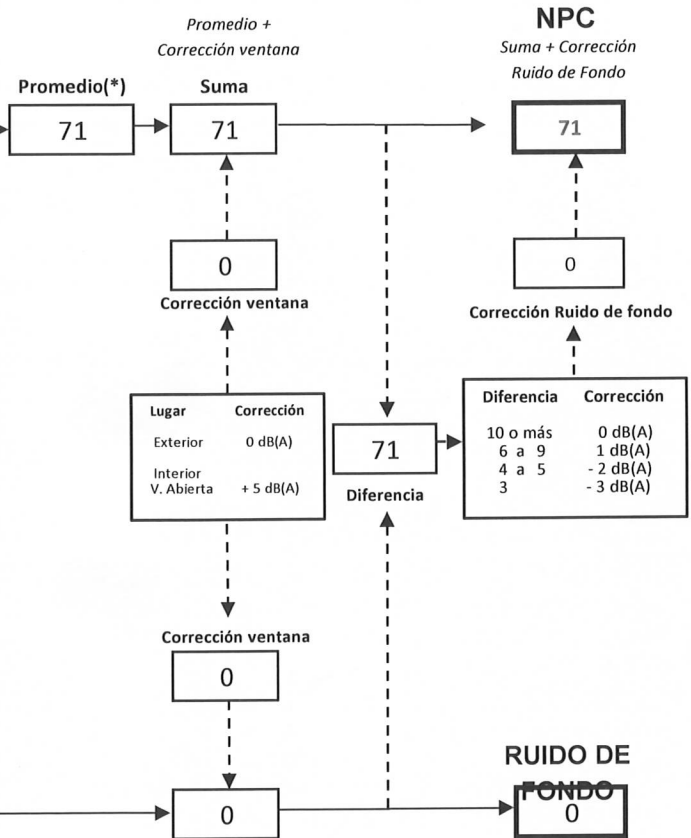 Promedio +
Corrección ventana
NPC
Suma + Corrección
Ruido de Fondo
Promedio(*)
Suma
71
71
71
0
Corrección ventana
0
Corrección Ruido de fondo
Lugar Corrección
Exterior 0 dB(A)
Interior
V. Abierta + 5 dB(A)
71
Diferencia
Diferencia Corrección
10 o más 0 dB(A)
6 a 9 1 dB(A)
4 a 5 - 2 dB(A)
3 - 3 dB(A)
Corrección ventana
0
0
RUIDO DE
FONDO
0